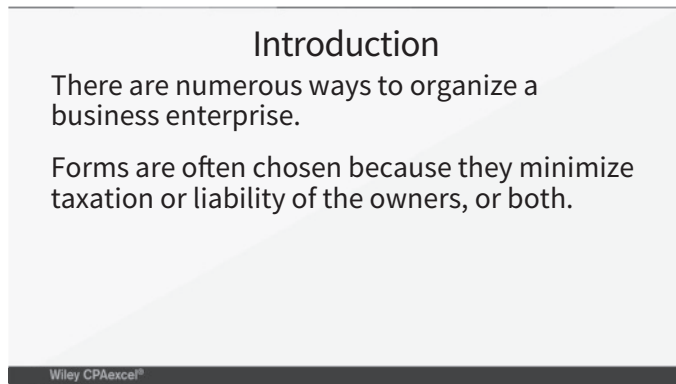 Introduction
There are numerous ways to organize a
business enterprise.
Forms are often chosen because they minimize
taxation or liability of the owners, or both.
Wiley CPAexcel®